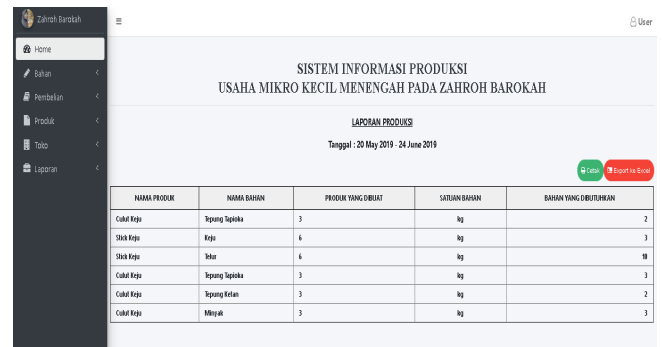 Zahroh Barokah
User
Home
Bahan
Pembelian
Produk
Toko
Laporan
SISTEM INFORMASI PRODUKSI
USAHA MIKRO KECIL MENENGAH PADA ZAHROH BAROKAH
LAPORAN PRODUKSI
Tanggal : 20 May 2019 - 24 June 2019
Cetak Export ke Excel
NAMA PRODUK NAMA BAHAN PRODUK YANG DIBUAT SATUAN BAHAN BAHAN YANG DIBUTUHKAN
Culut Keju Tepung Tapioka 3 kg 2
Stick Keju Keju 6 kg 3
Stick Keju Telur 6 kg 10
Culut Keju Tepung Tapioka 3 kg 3
Culut Keju Tepung Ketan 3 kg 2
Culut Keju Minyak 3 kg 3